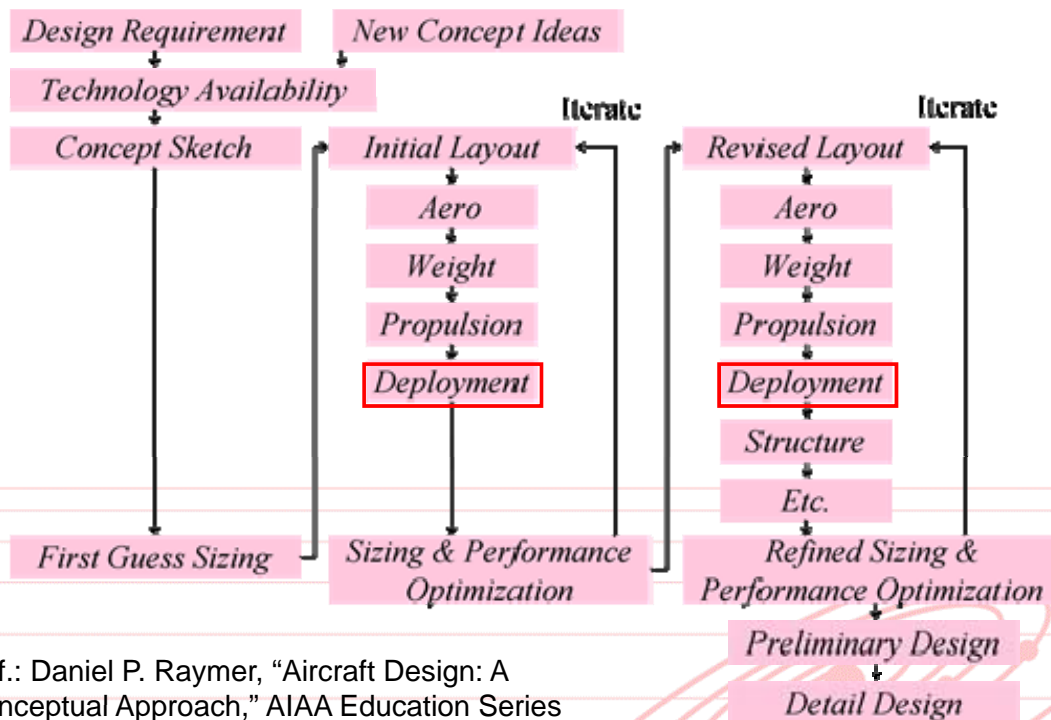 Design Requirement
New Concept Ideas
Technology Availability
Concept Sketch
First Guess Sizing
Iterate
Initial Layout
Aero
Weight
Propulsion
Deployment
Sizing & Performance
Optimization
Iterate
Revised Layout
Aero
Weight
Propulsion
Deployment
Structure
Etc.
Refined Sizing &
Performance Optimization
Preliminary Design
Detail Design
f.: Daniel P. Raymer, “Aircraft Design: A
nceptual Approach,” AIAA Education Series